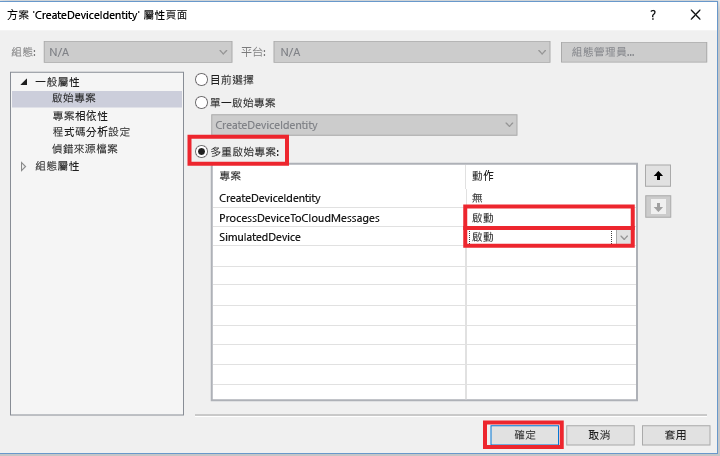 方案 'CreateDeviceIdentity' 屬性頁面
組態: N/A 平台: N/A 組態管理員...
一般屬性
啟始專案
專案相依性
程式碼分析設定
偵錯來源檔案
組態屬性
目前選擇
單一啟始專案
CreateDeviceIdentity
多重啟始專案:
專案 動作
CreateDeviceIdentity 無
ProcessDeviceToCloudMessages 啟動
SimulatedDevice 啟動
確定 取消 套用